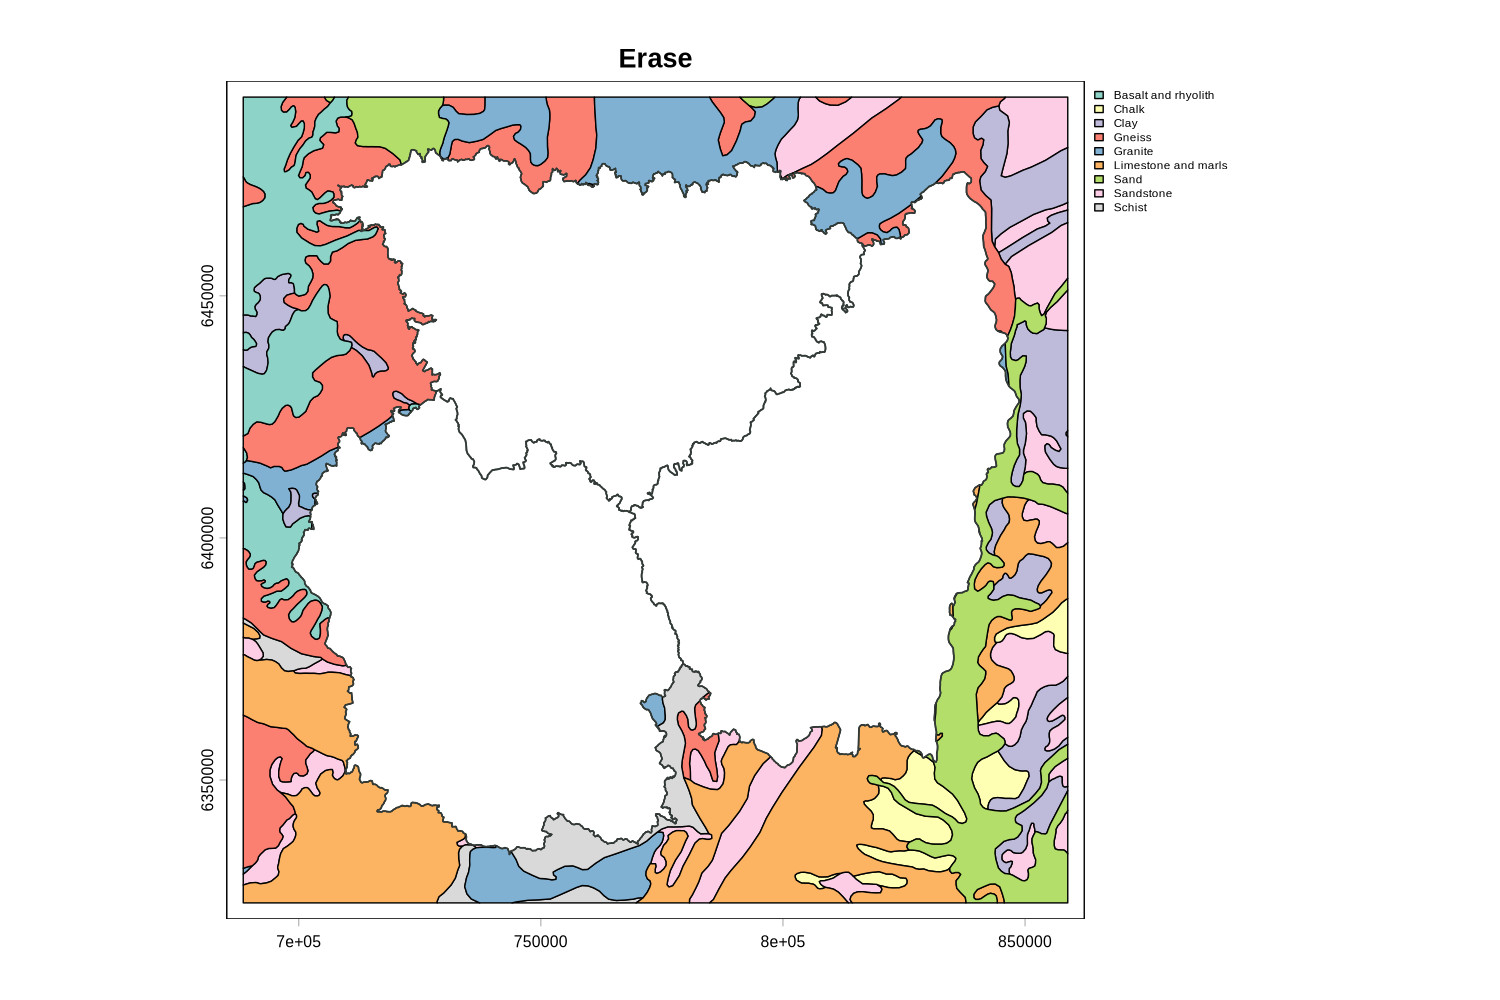 Erase
Basalt and rhyolith
Chalk
Clay
Gneiss
Granite
Limestone and marls
Sand
Sandstone
Schist
6450000
6400000
6350000
7e+05
750000
8e+05
850000